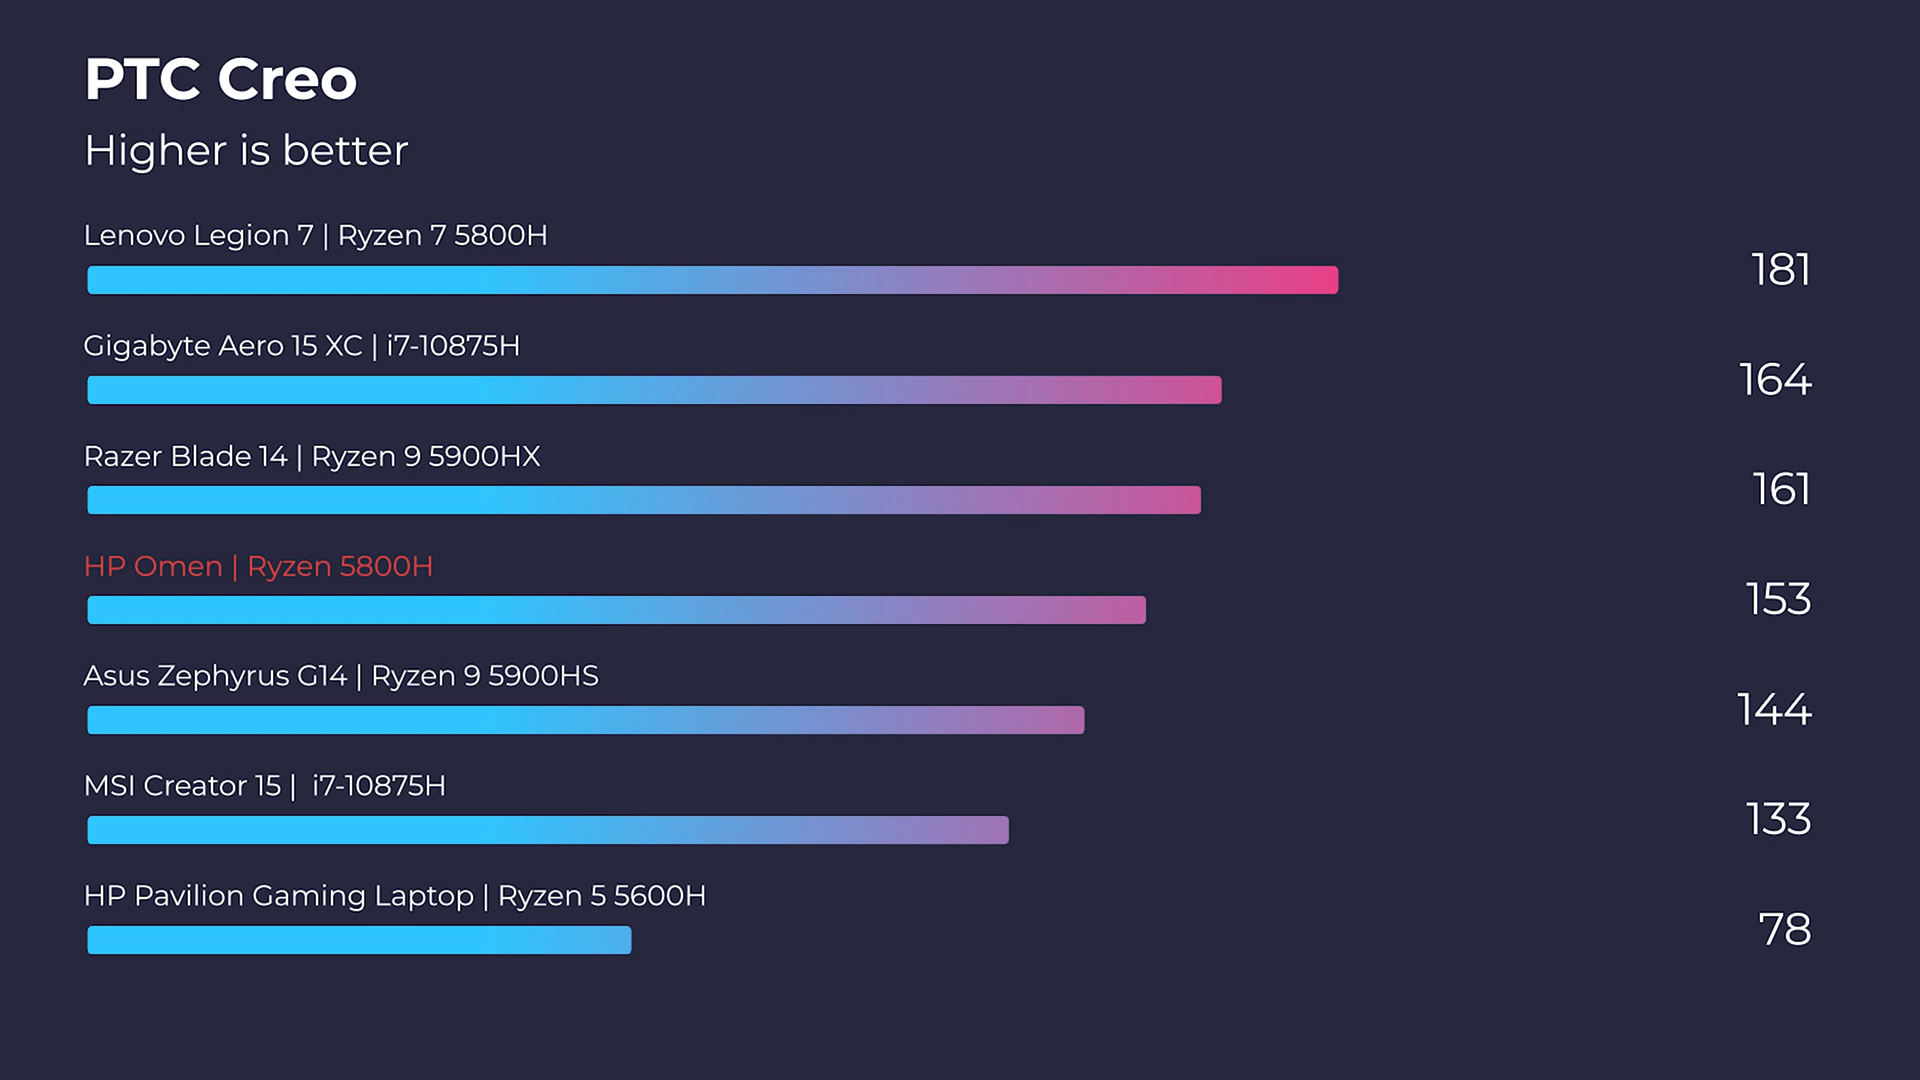 PTC Creo
Higher is better
Lenovo Legion 7 | Ryzen 7 5800H
181
Gigabyte Aero 15 XC | i7-10875H
164
Razer Blade 14 | Ryzen 9 5900HX
161
HP Omen | Ryzen 5800H
153
Asus Zephyrus G14 | Ryzen 9 5900HS
144
MSI Creator 15 |  i7-10875H
133
HP Pavilion Gaming Laptop | Ryzen 5 5600H
78